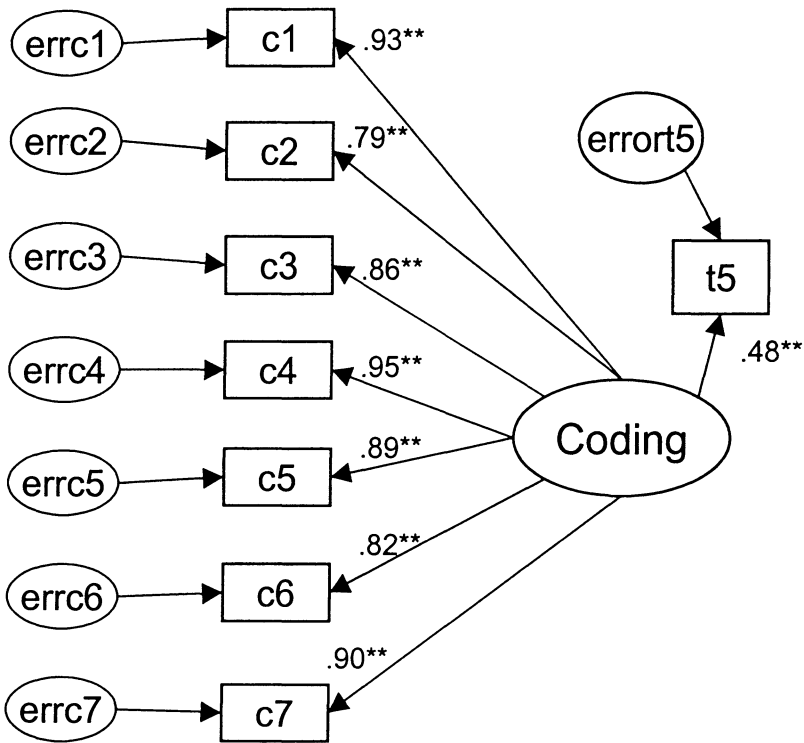 errc1
c1
.93**
errc2
c2
.79**
errort5
errc3
c3
.86**
t5
errc4
c4
.95**
.48**
Coding
errc5
c5
.89**
errc6
c6
.82**
errc7
c7
.90**